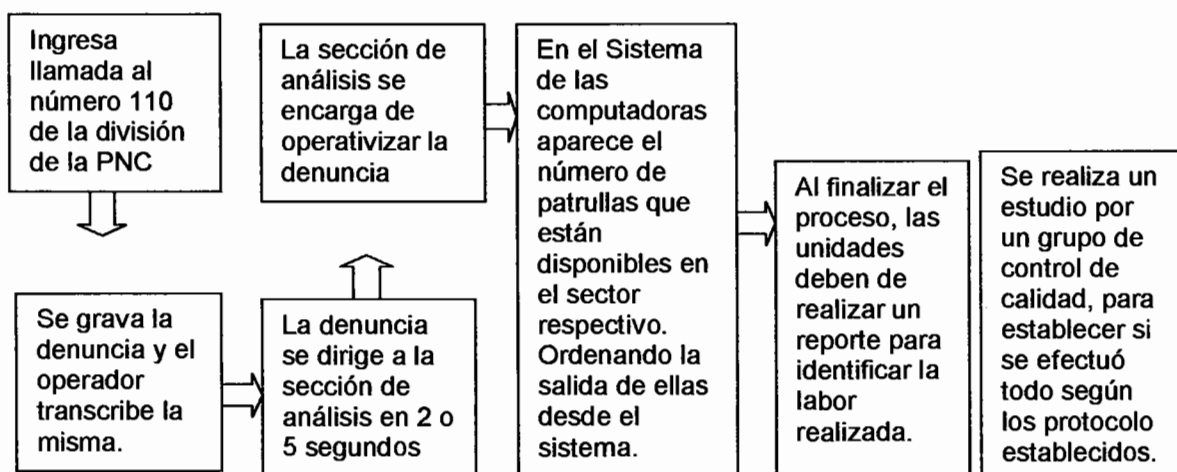 Ingresa
llamada al
número 110
de la división
de la PNC
Se grava la
denuncia y el
operador
transcribe la
misma.
La denuncia
se dirige a la
sección de
análisis en 2 o
5 segundos
La sección de
análisis se
encarga de
operativizar la
denuncia
En el Sistema
de las
computadoras
aparece el
número de
patrullas que
están
disponibles en
el sector
respectivo.
Ordenando la
salida de ellas
desde el
sistema.
Al finalizar el
proceso, las
unidades
deben de
realizar un
reporte para
identificar la
labor
realizada.
Se realiza un
estudio por
un grupo de
control de
calidad, para
establecer si
se efectuó
todo según
los protocolo
establecidos.